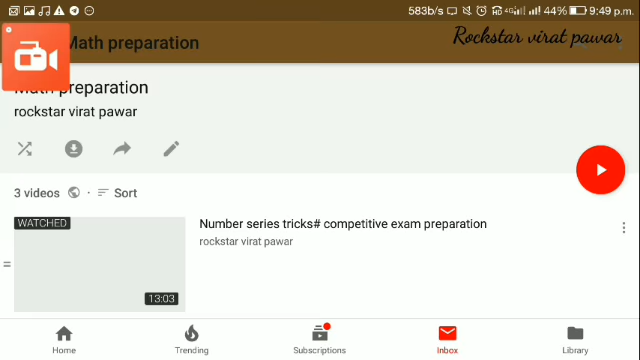 583b/s 4G 44% 9:49 p.m.
Math preparation
Rockstar virat pawar
Math preparation
rockstar virat pawar
3 videos · Sort
WATCHED
Number series tricks# competitive exam preparation
rockstar virat pawar
13:03
Home Trending Subscriptions Inbox Library